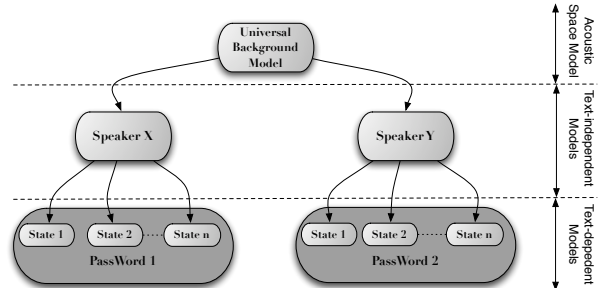 Universal
Background
Model
Acoustic
Space Model
Speaker X
Speaker Y
Text-independent
Models
State 1
State 2
State n
PassWord 1
State 1
State 2
State n
PassWord 2
Text-depedent
Models